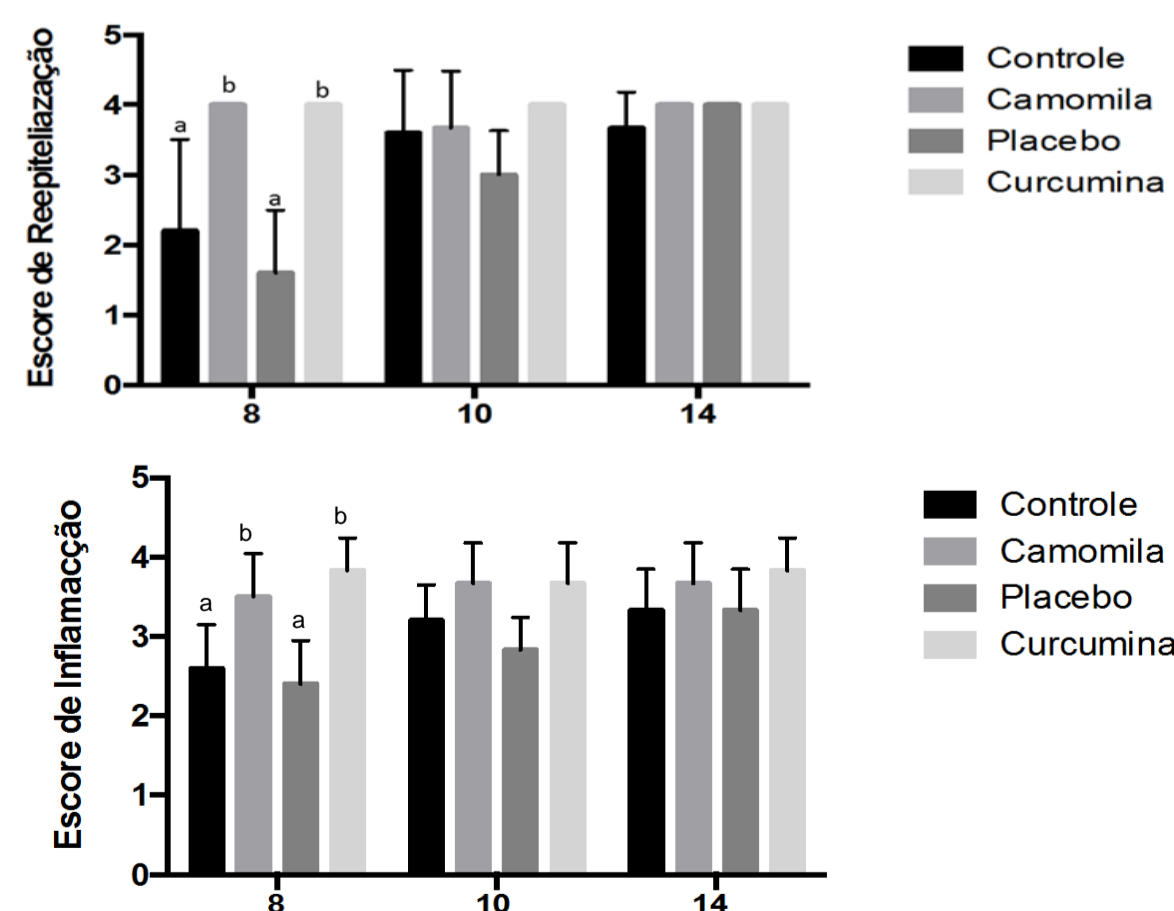 Escore de Reepiteliazação
5
4
3
2
1
0
a
b
a
b
8
10
14
Controle
Camomila
Placebo
Curcumina
Escore de Inflamacção
5
4
3
2
1
0
a
b
a
b
8
10
14
Controle
Camomila
Placebo
Curcumina